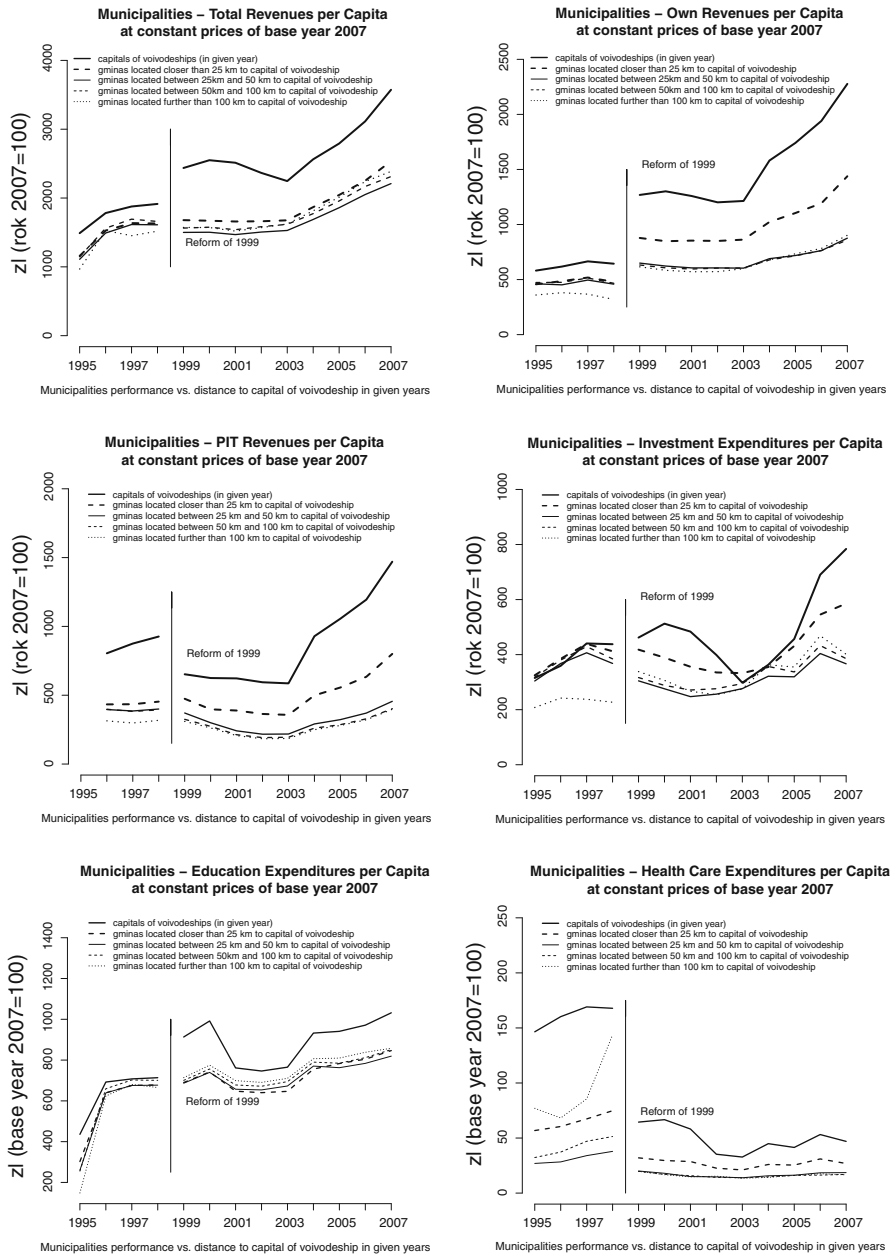 Municipalities – Total Revenues per Capita
at constant prices of base year 2007
capitals of voivodeships (in given year)
gminas located closer than 25 km to capital of voivodeship
gminas located between 25km and 50 km to capital of voivodeship
gminas located between 50km and 100 km to capital of voivodeship
gminas located further than 100 km to capital of voivodeship
zl (rok 2007=100)
4000
3000
2000
1000
0
Reform of 1999
1995 1997 1999 2001 2003 2005 2007
Municipalities performance vs. distance to capital of voivodeship in given years
Municipalities – Own Revenues per Capita
at constant prices of base year 2007
capitals of voivodeships (in given year)
gminas located closer than 25 km to capital of voivodeship
gminas located between 25km and 50 km to capital of voivodeship
gminas located between 50km and 100 km to capital of voivodeship
gminas located further than 100 km to capital of voivodeship
zl (rok 2007=100)
2500
2000
1500
1000
500
0
Reform of 1999
1995 1997 1999 2001 2003 2005 2007
Municipalities performance vs. distance to capital of voivodeship in given years
Municipalities – PIT Revenues per Capita
at constant prices of base year 2007
capitals of voivodeships (in given year)
gminas located closer than 25 km to capital of voivodeship
gminas located between 25 km and 50 km to capital of voivodeship
gminas located between 50 km and 100 km to capital of voivodeship
gminas located further than 100 km to capital of voivodeship
zl (rok 2007=100)
2000
1500
1000
500
0
Reform of 1999
1995 1997 1999 2001 2003 2005 2007
Municipalities performance vs. distance to capital of voivodeship in given years
Municipalities – Investment Expenditures per Capita
at constant prices of base year 2007
capitals of voivodeships (in given year)
gminas located closer than 25 km to capital of voivodeship
gminas located between 25 km and 50 km to capital of voivodeship
gminas located between 50 km and 100 km to capital of voivodeship
gminas located further than 100 km to capital of voivodeship
zl (rok 2007=100)
1000
800
600
400
200
0
Reform of 1999
1995 1997 1999 2001 2003 2005 2007
Municipalities performance vs. distance to capital of voivodeship in given years
Municipalities – Education Expenditures per Capita
at constant prices of base year 2007
capitals of voivodeships (in given year)
gminas located closer than 25 km to capital of voivodeship
gminas located between 25 km and 50 km to capital of voivodeship
gminas located between 50km and 100 km to capital of voivodeship
gminas located further than 100 km to capital of voivodeship
zl (base year 2007=100)
1400
1200
1000
800
600
400
200
Reform of 1999
1995 1997 1999 2001 2003 2005 2007
Municipalities performance vs. distance to capital of voivodeship in given years
Municipalities – Health Care Expenditures per Capita
at constant prices of base year 2007
capitals of voivodeships (in given year)
gminas located closer than 25 km to capital of voivodeship
gminas located between 25 km and 50 km to capital of voivodeship
gminas located between 50 km and 100 km to capital of voivodeship
gminas located further than 100 km to capital of voivodeship
zl (base year 2007=100)
250
200
150
100
50
0
Reform of 1999
1995 1997 1999 2001 2003 2005 2007
Municipalities performance vs. distance to capital of voivodeship in given years